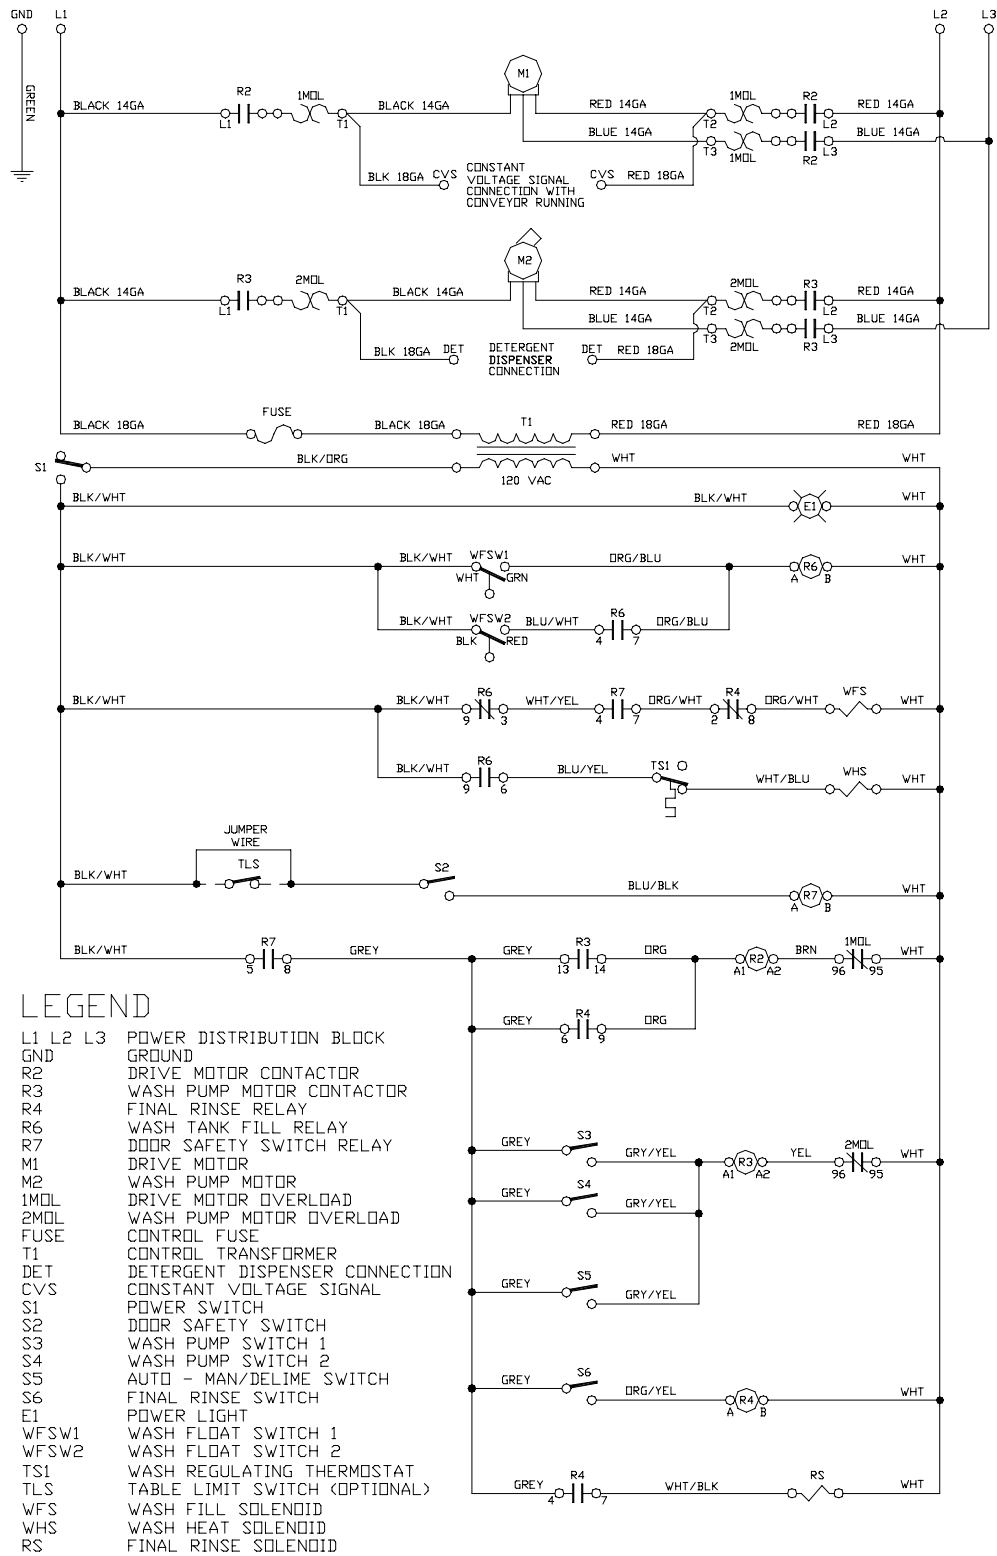 GND L1 L2 L3
GREEN
BLACK 14GA R2 1MOL BLACK 14GA M1 RED 14GA 1MOL R2 RED 14GA
L1 T1 T2 L2
BLUE 14GA BLUE 14GA
T3 1MOL R2 L3
BLK 18GA CVS CONSTANT CVS RED 18GA
VOLTAGE SIGNAL
CONNECTION WITH
CONVEYOR RUNNING
BLACK 14GA R3 2MOL BLACK 14GA M2 RED 14GA 2MOL R3 RED 14GA
L1 T1 T2 L2
BLUE 14GA BLUE 14GA
T3 2MOL R3 L3
BLK 18GA DET DETERGENT DET RED 18GA
DISPENSER
CONNECTION
BLACK 18GA FUSE BLACK 18GA T1 RED 18GA RED 18GA
S1 BLK/ORG WHT WHT
120 VAC
BLK/WHT BLK/WHT E1 WHT
BLK/WHT BLK/WHT WFSW1 ORG/BLU R6 WHT
WHT GRN A B
BLK/WHT WFSW2 BLU/WHT R6 ORG/BLU
BLK RED 4 7
BLK/WHT BLK/WHT R6 WHT/YEL R7 ORG/WHT R4 ORG/WHT WFS WHT
9 3 4 7 2 8
BLK/WHT R6 BLU/YEL TS1 WHT/BLU WHS WHT
9 6
JUMPER
WIRE
BLK/WHT TLS S2 BLU/BLK R7 WHT
A B
BLK/WHT R7 GREY GREY R3 ORG R2 BRN 1MOL WHT
5 8 13 14 A1 A2 96 95
GREY R4 ORG
6 9
GREY S3 GRY/YEL R3 YEL 2MOL WHT
A1 A2 96 95
GREY S4 GRY/YEL
GREY S5 GRY/YEL
GREY S6 ORG/YEL R4 WHT
A B
GREY R4 WHT/BLK RS WHT
4 7
LEGEND
L1 L2 L3 POWER DISTRIBUTION BLOCK
GND GROUND
R2 DRIVE MOTOR CONTACTOR
R3 WASH PUMP MOTOR CONTACTOR
R4 FINAL RINSE RELAY
R6 WASH TANK FILL RELAY
R7 DOOR SAFETY SWITCH RELAY
M1 DRIVE MOTOR
M2 WASH PUMP MOTOR
1MOL DRIVE MOTOR OVERLOAD
2MOL WASH PUMP MOTOR OVERLOAD
FUSE CONTROL FUSE
T1 CONTROL TRANSFORMER
DET DETERGENT DISPENSER CONNECTION
CVS CONSTANT VOLTAGE SIGNAL
S1 POWER SWITCH
S2 DOOR SAFETY SWITCH
S3 WASH PUMP SWITCH 1
S4 WASH PUMP SWITCH 2
S5 AUTO - MAN/DELIME SWITCH
S6 FINAL RINSE SWITCH
E1 POWER LIGHT
WFSW1 WASH FLOAT SWITCH 1
WFSW2 WASH FLOAT SWITCH 2
TS1 WASH REGULATING THERMOSTAT
TLS TABLE LIMIT SWITCH (OPTIONAL)
WFS WASH FILL SOLENOID
WHS WASH HEAT SOLENOID
RS FINAL RINSE SOLENOID